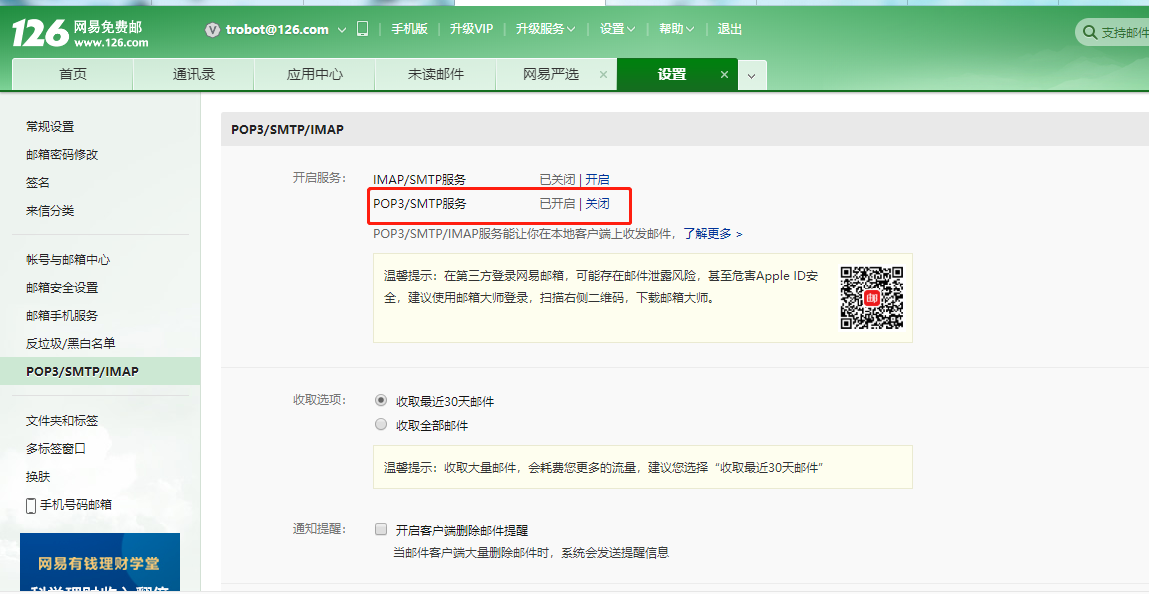 126 网易免费邮
www.126.com
trobot@126.com
手机版 | 升级VIP | 升级服务 | 设置 | 帮助 | 退出
支持邮件
首页
通讯录
应用中心
未读邮件
网易严选 ×
设置 ×
常规设置
邮箱密码修改
签名
来信分类
帐号与邮箱中心
邮箱安全设置
邮箱手机服务
反垃圾/黑白名单
POP3/SMTP/IMAP
文件夹和标签
多标签窗口
换肤
手机号码邮箱
网易有钱理财学堂
POP3/SMTP/IMAP
开启服务: IMAP/SMTP服务 已关闭 | 开启
POP3/SMTP服务 已开启 | 关闭
POP3/SMTP/IMAP服务能让你在本地客户端上收发邮件，了解更多 >
温馨提示：在第三方登录网易邮箱，可能存在邮件泄露风险，甚至危害Apple ID安
全，建议使用邮箱大师登录，扫描右侧二维码，下载邮箱大师。
邮
收取选项: 收取最近30天邮件
收取全部邮件
温馨提示：收取大量邮件，会耗费您更多的流量，建议您选择“收取最近30天邮件”
通知提醒: 开启客户端删除邮件提醒
当邮件客户端大量删除邮件时，系统会发送提醒信息